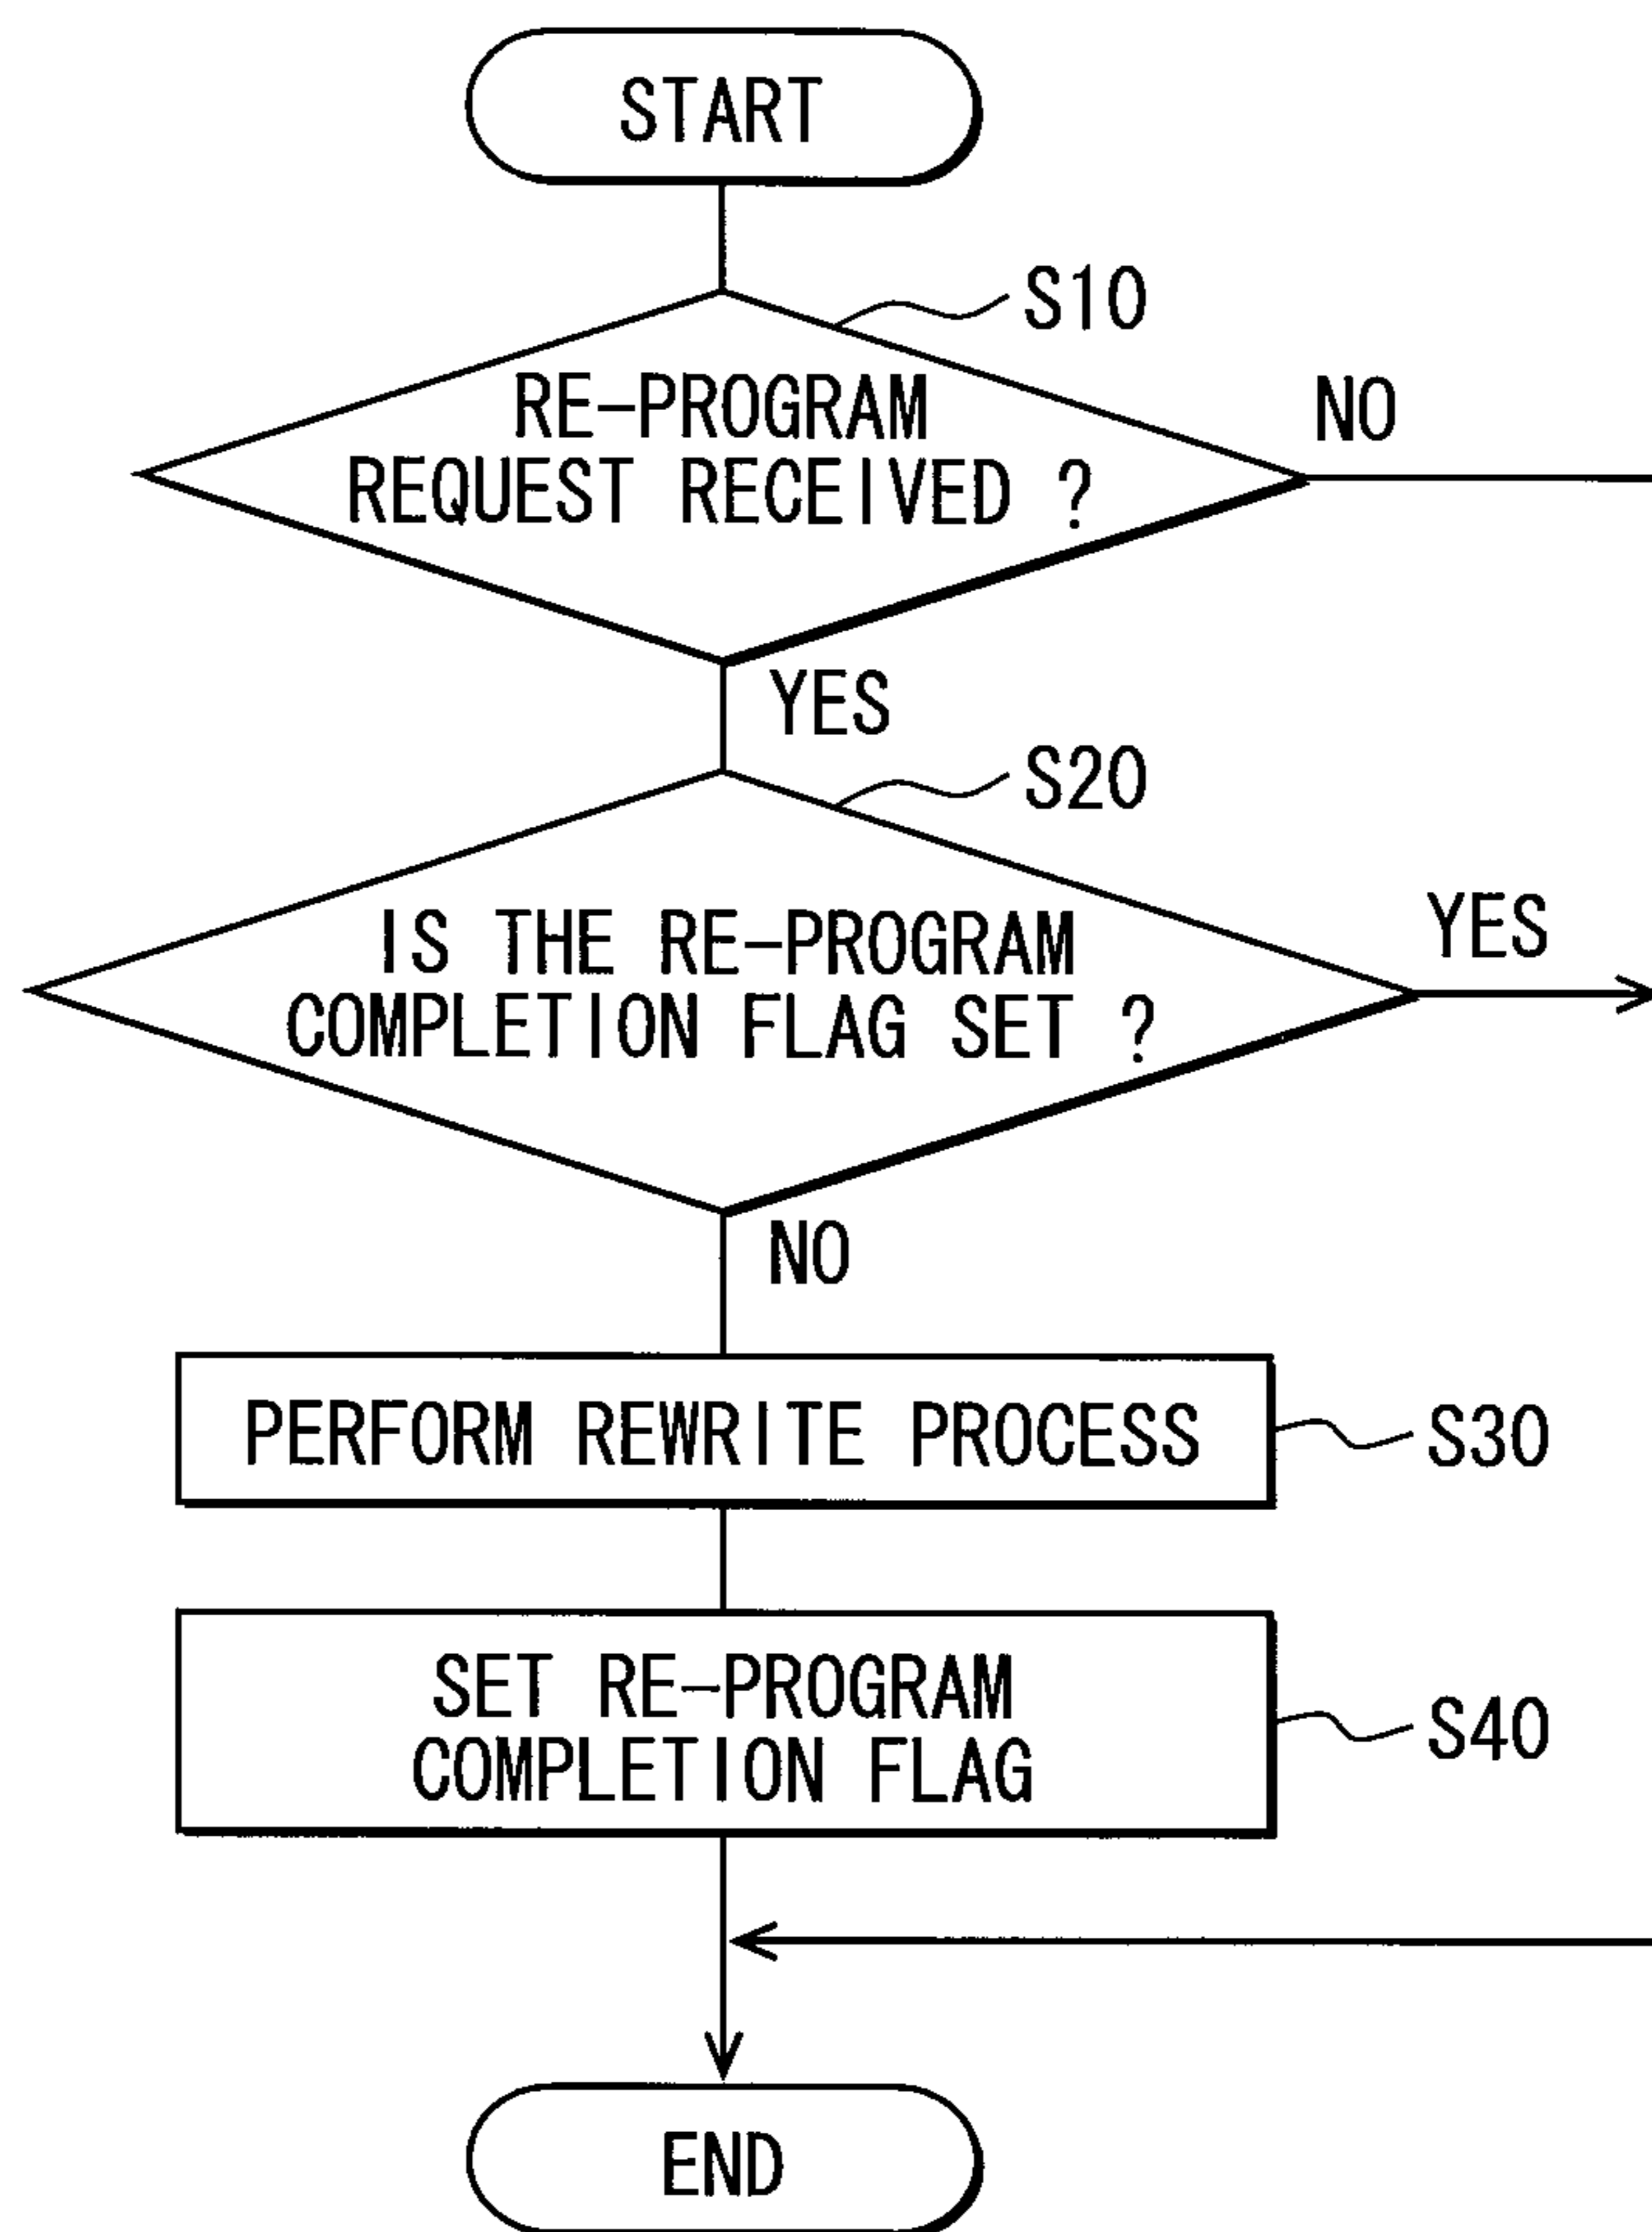 START
S10
RE-PROGRAM
REQUEST RECEIVED ?
NO
YES
S20
IS THE RE-PROGRAM
COMPLETION FLAG SET ?
YES
NO
PERFORM REWRITE PROCESS
S30
SET RE-PROGRAM
COMPLETION FLAG
S40
END